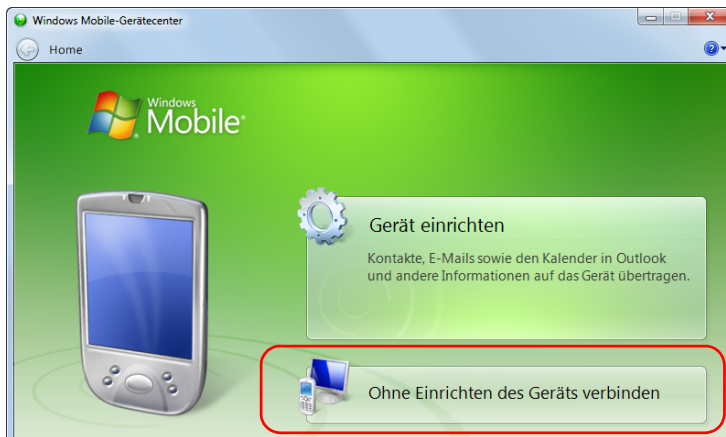 Windows Mobile-Gerätecenter
Home
Windows
Mobile®
Gerät einrichten
Kontakte, E-Mails sowie den Kalender in Outlook
und andere Informationen auf das Gerät übertragen.
Ohne Einrichten des Geräts verbinden